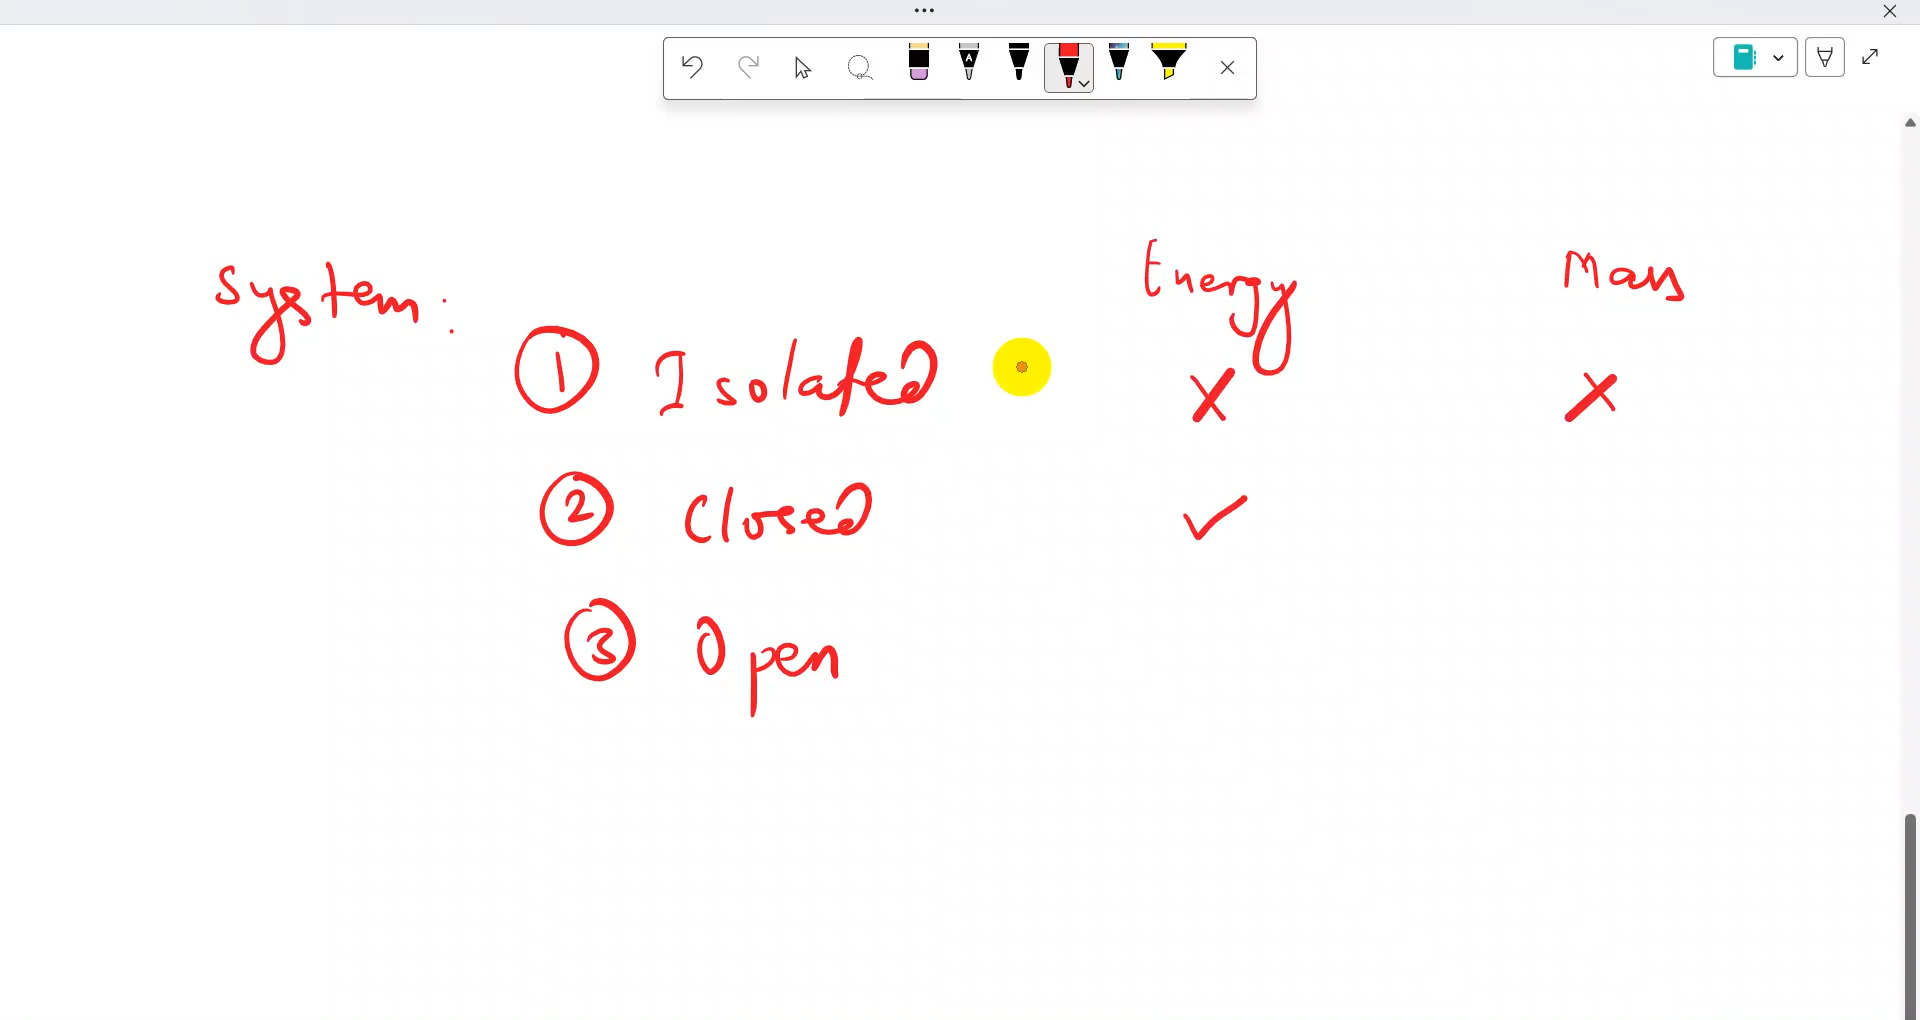 System:
Energy Mass
① Isolated X X
② Closed ✓
③ Open